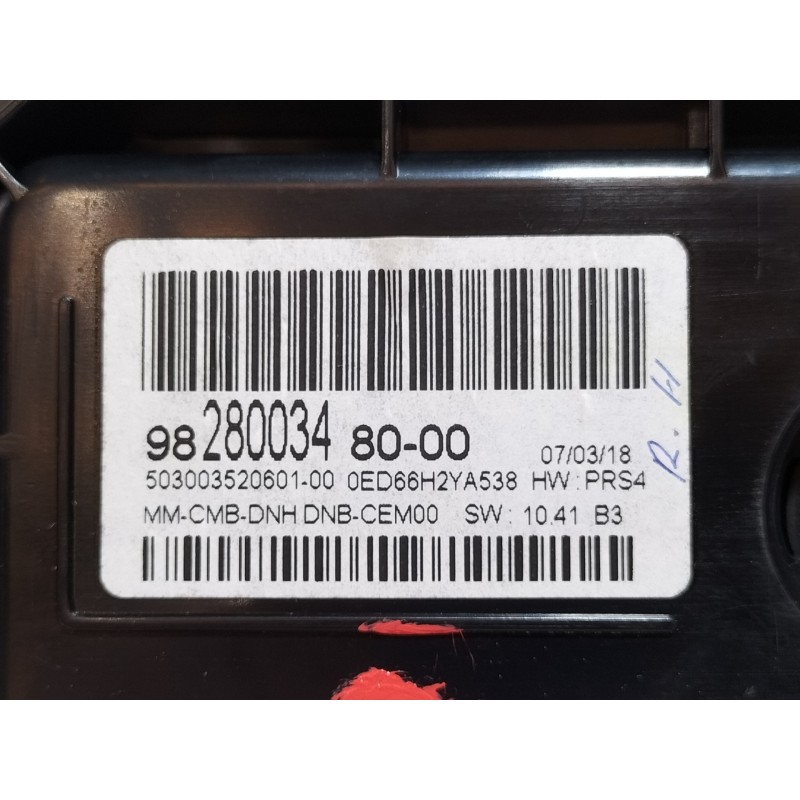 98 280034 80-00 07/03/18
503003520601-00 0ED66H2YA538 HW : PRS4
MM-CMB-DNH DNB-CEM00 SW : 10.41 B3
R.H